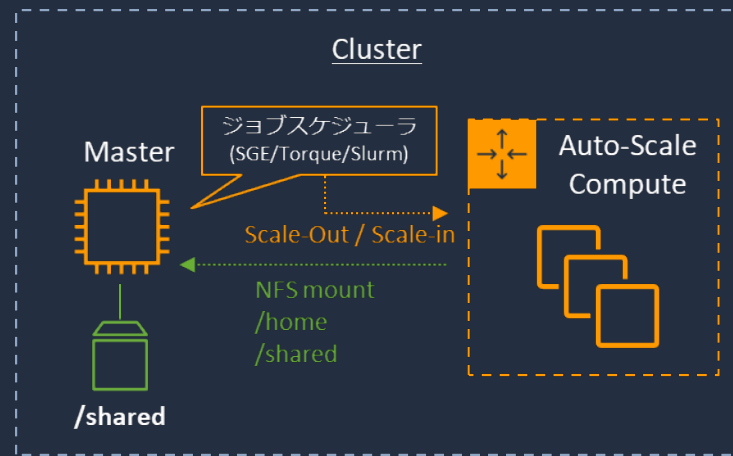 Cluster
ジョブスケジューラ
(SGE/Torque/Slurm)
Master
Auto-Scale
Compute
Scale-Out / Scale-in
NFS mount
/home
/shared
/shared